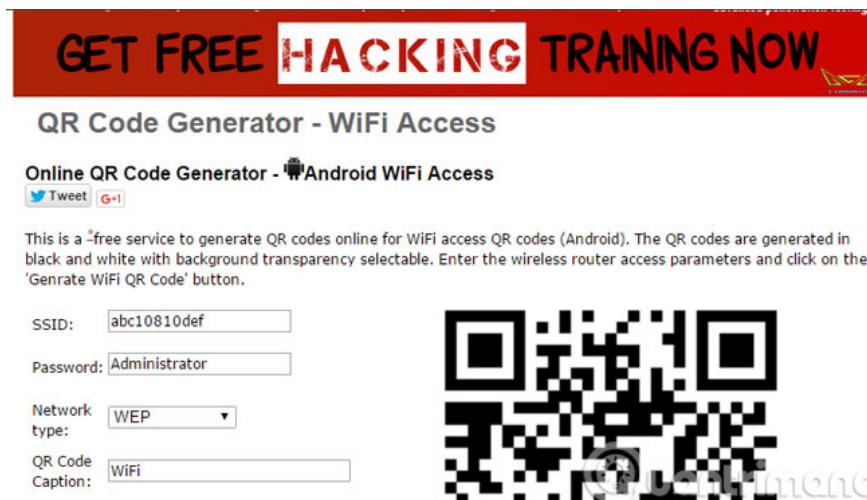 GET FREE HACKING TRAINING NOW
QR Code Generator - WiFi Access
Online QR Code Generator - Android WiFi Access
Tweet
G+1
This is a *free service to generate QR codes online for WiFi access QR codes (Android). The QR codes are generated in
black and white with background transparency selectable. Enter the wireless router access parameters and click on the
'Genrate WiFi QR Code' button.
SSID: abc10810def
Password: Administrator
Network
type: WEP
QR Code
Caption: WiFi
Quantrimang